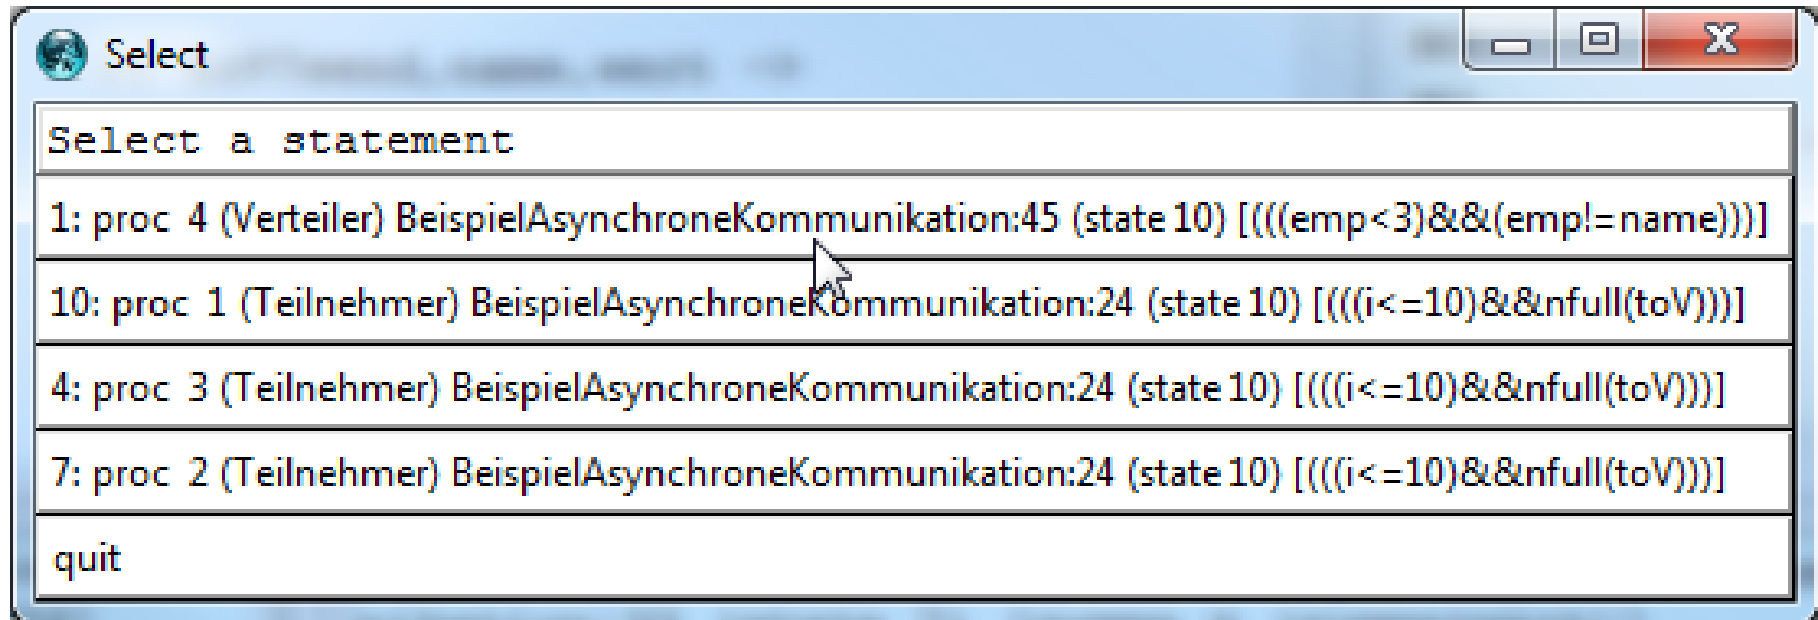 Select
Select a statement
1: proc 4 (Verteiler) BeispielAsynchroneKommunikation:45 (state 10) [(((emp<3)&&(emp!=name)))]
10: proc 1 (Teilnehmer) BeispielAsynchroneKommunikation:24 (state 10) [(((i<=10)&&nfull(toV)))]
4: proc 3 (Teilnehmer) BeispielAsynchroneKommunikation:24 (state 10) [(((i<=10)&&nfull(toV)))]
7: proc 2 (Teilnehmer) BeispielAsynchroneKommunikation:24 (state 10) [(((i<=10)&&nfull(toV)))]
quit